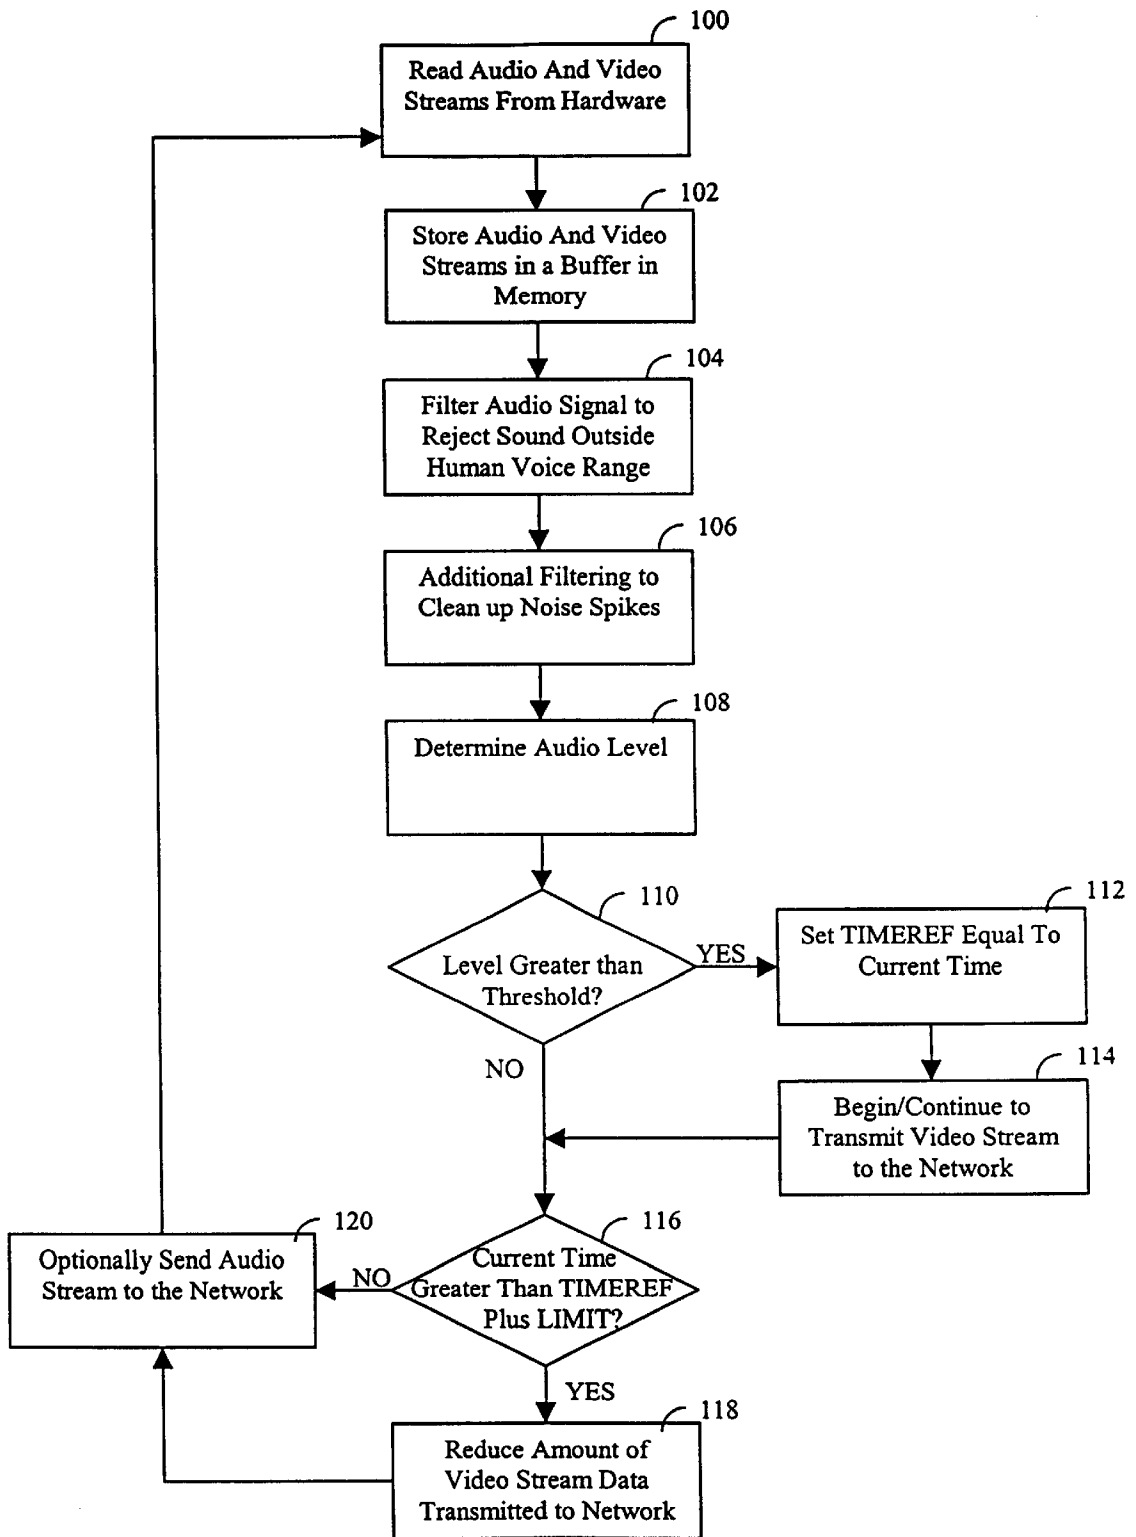 100
Read Audio And Video
Streams From Hardware
102
Store Audio And Video
Streams in a Buffer in
Memory
104
Filter Audio Signal to
Reject Sound Outside
Human Voice Range
106
Additional Filtering to
Clean up Noise Spikes
108
Determine Audio Level
110
Level Greater than
Threshold?
YES
112
Set TIMEREF Equal To
Current Time
NO
114
Begin/Continue to
Transmit Video Stream
to the Network
116
Current Time
Greater Than TIMEREF
Plus LIMIT?
NO
120
Optionally Send Audio
Stream to the Network
YES
118
Reduce Amount of
Video Stream Data
Transmitted to Network